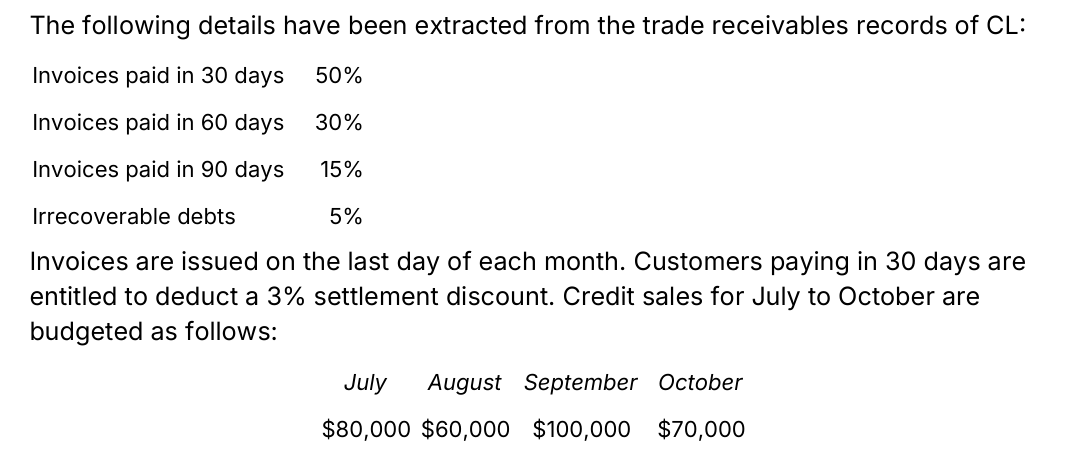 The following details have been extracted from the trade receivables records of CL:
Invoices paid in 30 days 50%
Invoices paid in 60 days 30%
Invoices paid in 90 days 15%
Irrecoverable debts 5%
Invoices are issued on the last day of each month. Customers paying in 30 days are
entitled to deduct a 3% settlement discount. Credit sales for July to October are
budgeted as follows:
July August September October
$80,000 $60,000 $100,000 $70,000